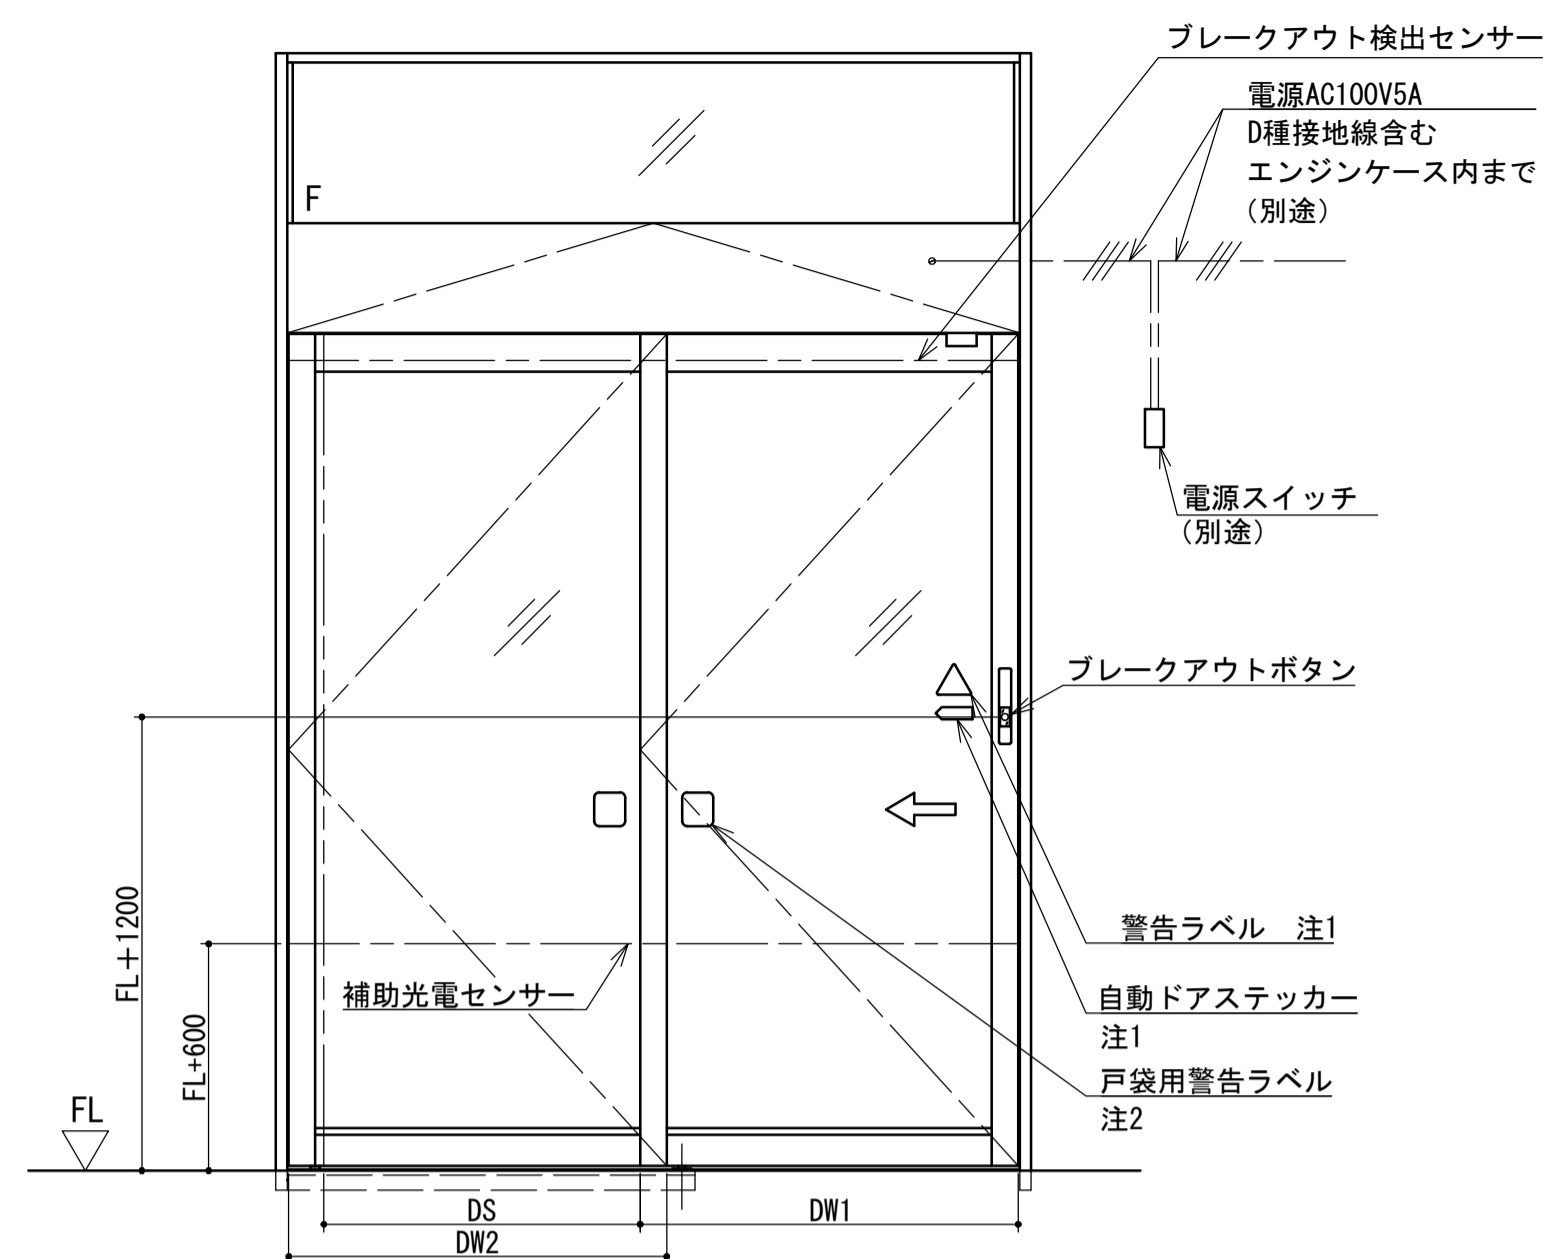 ブレークアウト検出センサー
電源AC100V5A
D種接地線含む
エンジンケース内まで
(別途)
F
電源スイッチ
(別途)
ブレークアウトボタン
FL+1200
FL+600
補助光電センサー
警告ラベル 注1
自動ドアステッカー
注1
戸袋用警告ラベル
注2
FL
DS
DW1
DW2